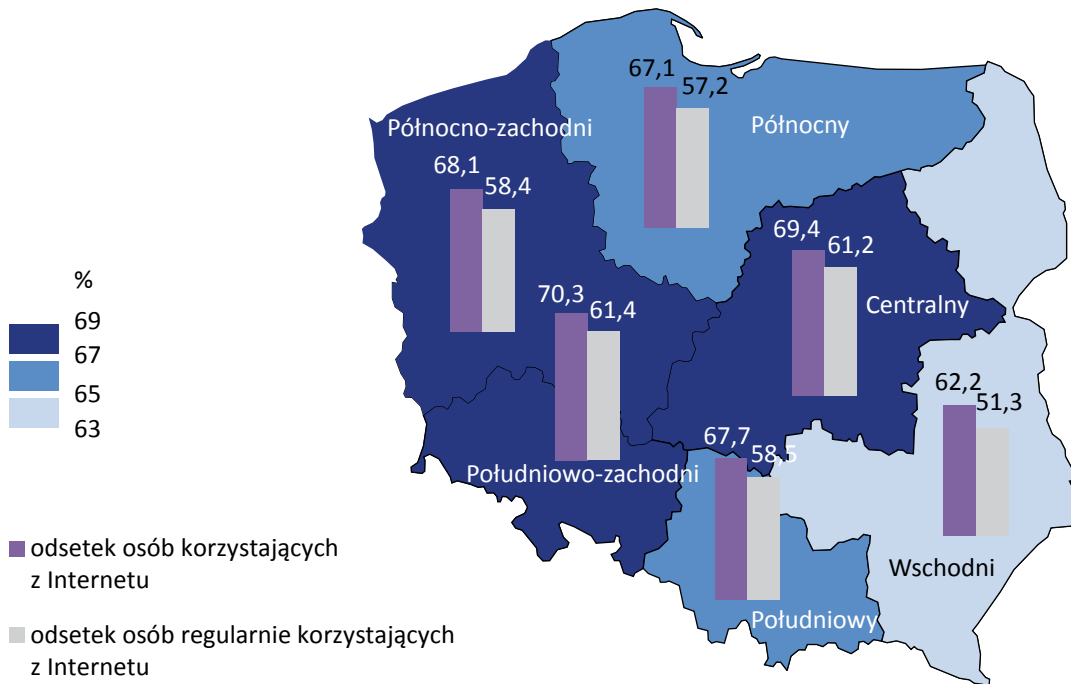 67,1
57,2
Północno-zachodni
Północny
68,1
58,4
69,4
61,2
%
70,3
61,4
Centralny
69
67
65
63
62,2
51,3
67,7
58,5
Południowo-zachodni
odsetek osób korzystających
z Internetu
Wschodni
Południowy
odsetek osób regularnie korzystających
z Internetu